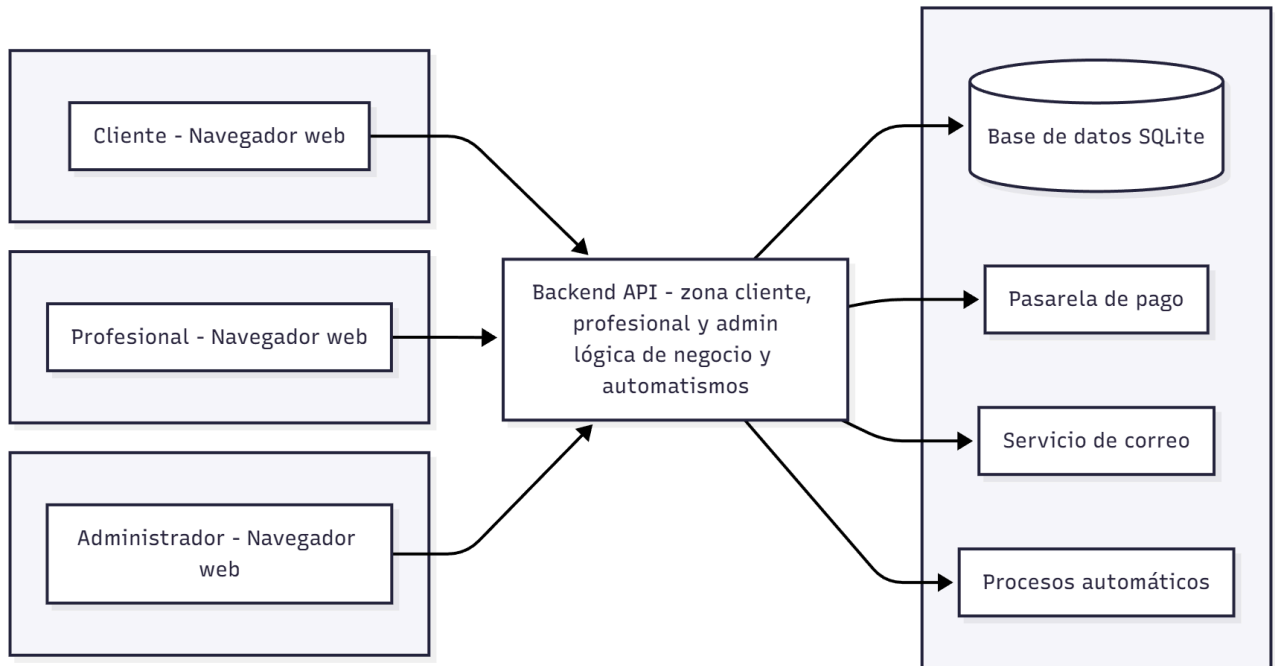 Cliente - Navegador web
Profesional - Navegador web
Administrador - Navegador
web
Backend API - zona cliente,
profesional y admin
lógica de negocio y
automatismos
Base de datos SQLite
Pasarela de pago
Servicio de correo
Procesos automáticos